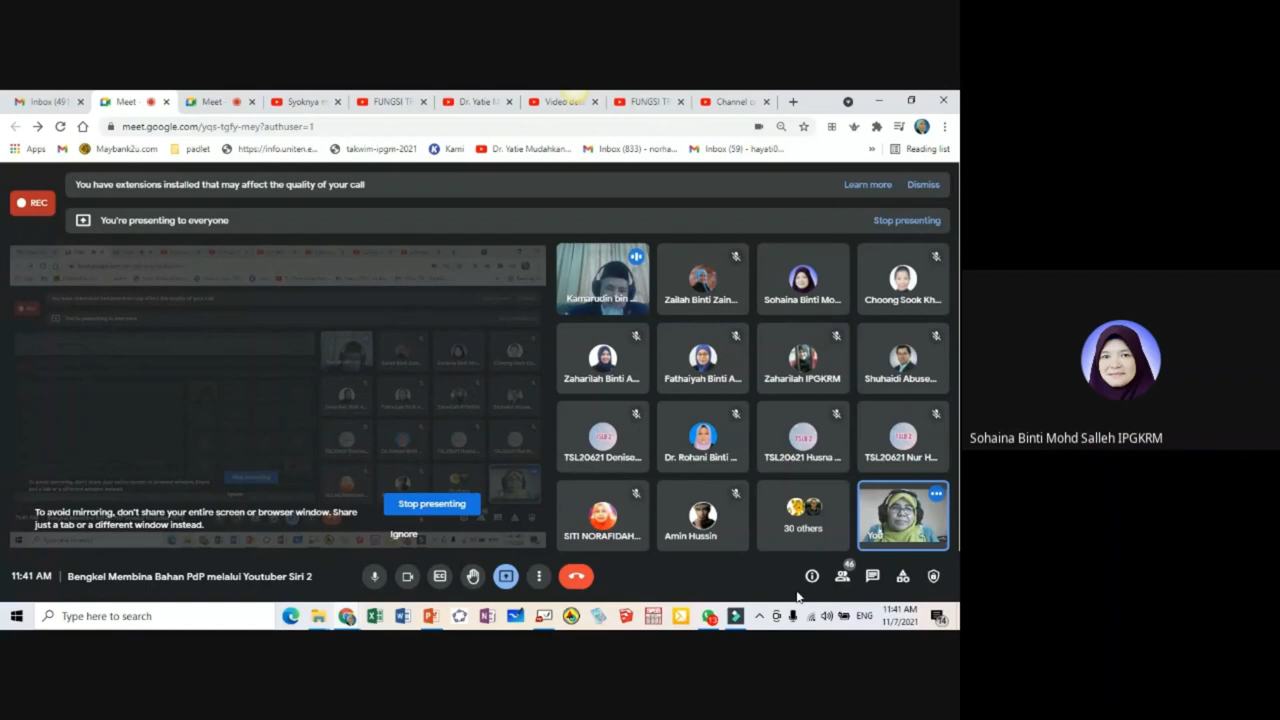 Inbox (491
Meet -
Meet -
Syoknya m
FUNGSI TR
Dr. Yatie M
Video dal
FUNGSI TR
Channel c
meet.google.com/yqs-tgfy-mey?authuser=1
Apps
Maybank2u.com
padlet
https://info.uniten.e...
takwim-ipgm-2021
Kami
Dr. Yatie Mudahkan...
Inbox (833) - norha...
Inbox (59) - hayati0...
»
Reading list
You have extensions installed that may affect the quality of your call
Learn more
Dismiss
REC
You're presenting to everyone
Stop presenting
Kamarudin bin ...
Zailah Binti Zain...
Sohaina Binti Mo...
Choong Sook Kh...
Zaharilah Binti A...
Fathaiyah Binti A...
Zaharilah IPGKRM
Shuhaidi Abuse...
TSLB 2
TSL20621 Denise...
Dr. Rohani Binti ...
TSL20621 Husna ...
TSL20621 Nur H...
SITI NORAFIDAH...
Amin Hussin
30 others
You
To avoid mirroring, don't share your entire screen or browser window. Share
just a tab or a different window instead.
Stop presenting
Ignore
11:41 AM | Bengkel Membina Bahan PdP melalui Youtuber Siri 2
46
Type here to search
ENG
11:41 AM
11/7/2021
14
Sohaina Binti Mohd Salleh IPGKRM